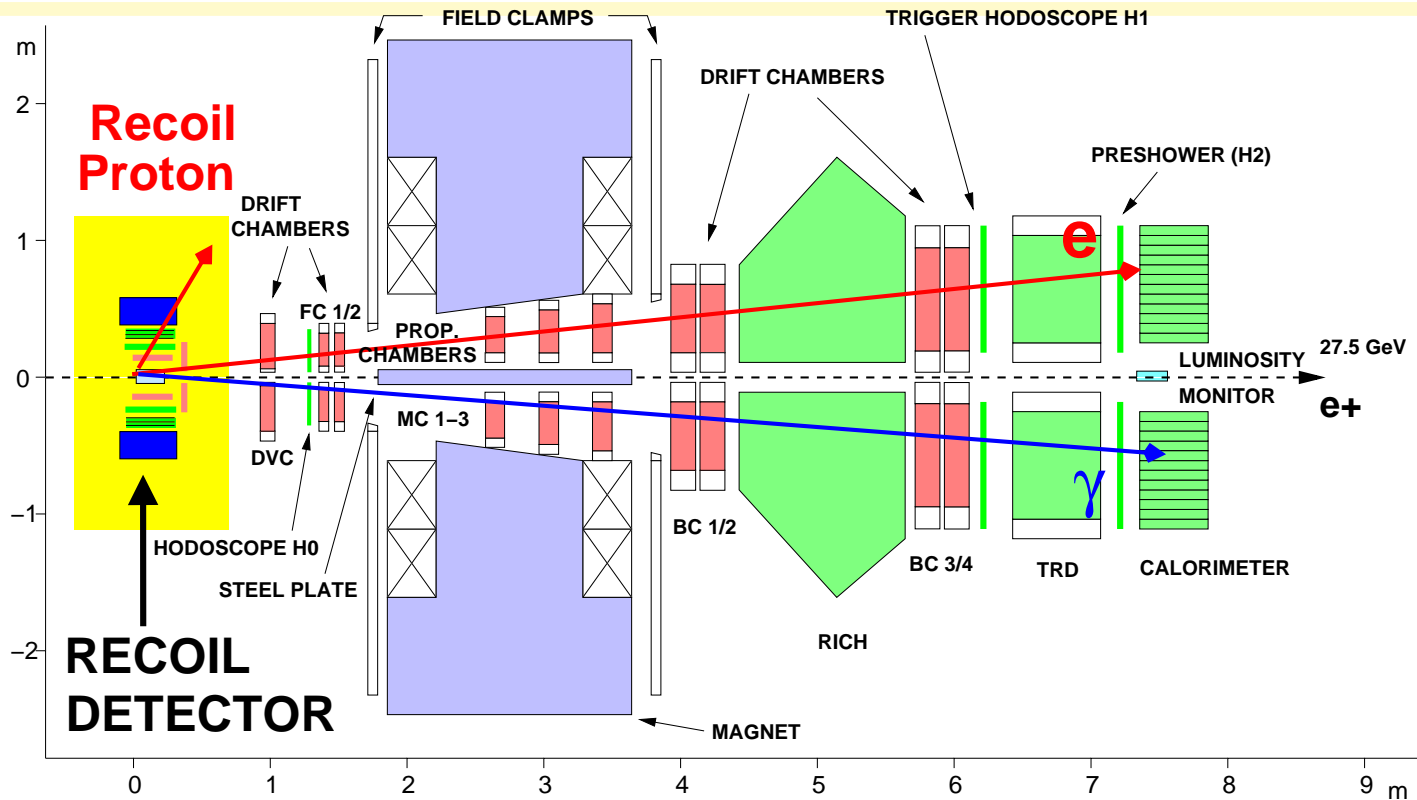 FIELD CLAMPS
TRIGGER HODOSCOPE H1
m
DRIFT CHAMBERS
2
Recoil
Proton
PRESHOWER (H2)
DRIFT
CHAMBERS
1
e
FC 1/2
PROP.
CHAMBERS
27.5 GeV
LUMINOSITY
0
MONITOR
e+
MC 1–3
DVC
γ
−1
BC 1/2
HODOSCOPE H0
BC 3/4
TRD
CALORIMETER
STEEL PLATE
RICH
−2
RECOIL
DETECTOR
MAGNET
0 1 2 3 4 5 6 7 8 9 m